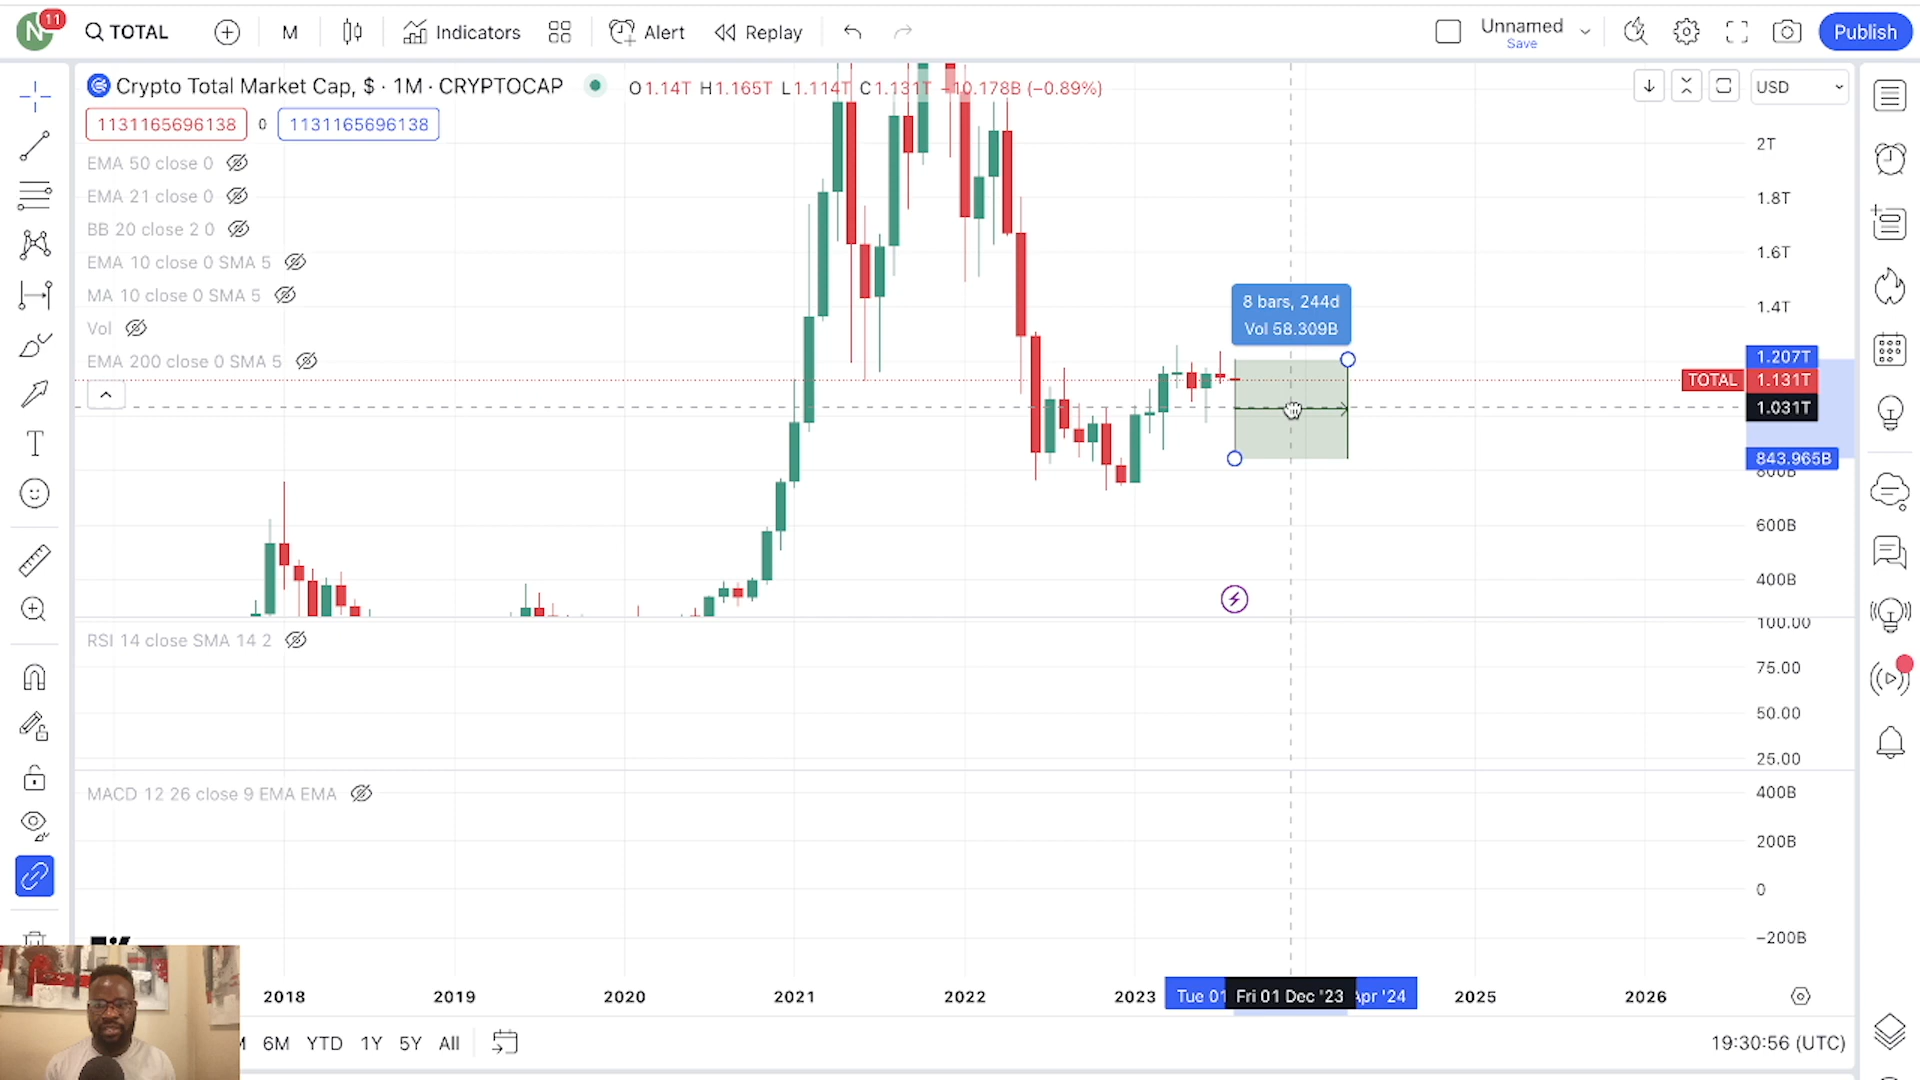 N 11 TOTAL M Indicators Alert Replay Unnamed Save Publish
Crypto Total Market Cap, $ · 1M · CRYPTOCAP O1.14T H1.165T L1.114T C1.131T −10.178B (−0.89%) USD
1131165696138 0 1131165696138
EMA 50 close 0
EMA 21 close 0
BB 20 close 2 0
EMA 10 close 0 SMA 5
MA 10 close 0 SMA 5
Vol
EMA 200 close 0 SMA 5
8 bars, 244d
Vol 58.309B
2T
1.8T
1.6T
1.4T
1.207T
TOTAL 1.131T
1.031T
843.965B
800B
600B
400B
RSI 14 close SMA 14 2
100.00
75.00
50.00
25.00
MACD 12 26 close 9 EMA EMA
400B
200B
0
−200B
2018 2019 2020 2021 2022 2023 Tue 01 Fri 01 Dec '23 Apr '24 2025 2026
6M YTD 1Y 5Y All 19:30:56 (UTC)